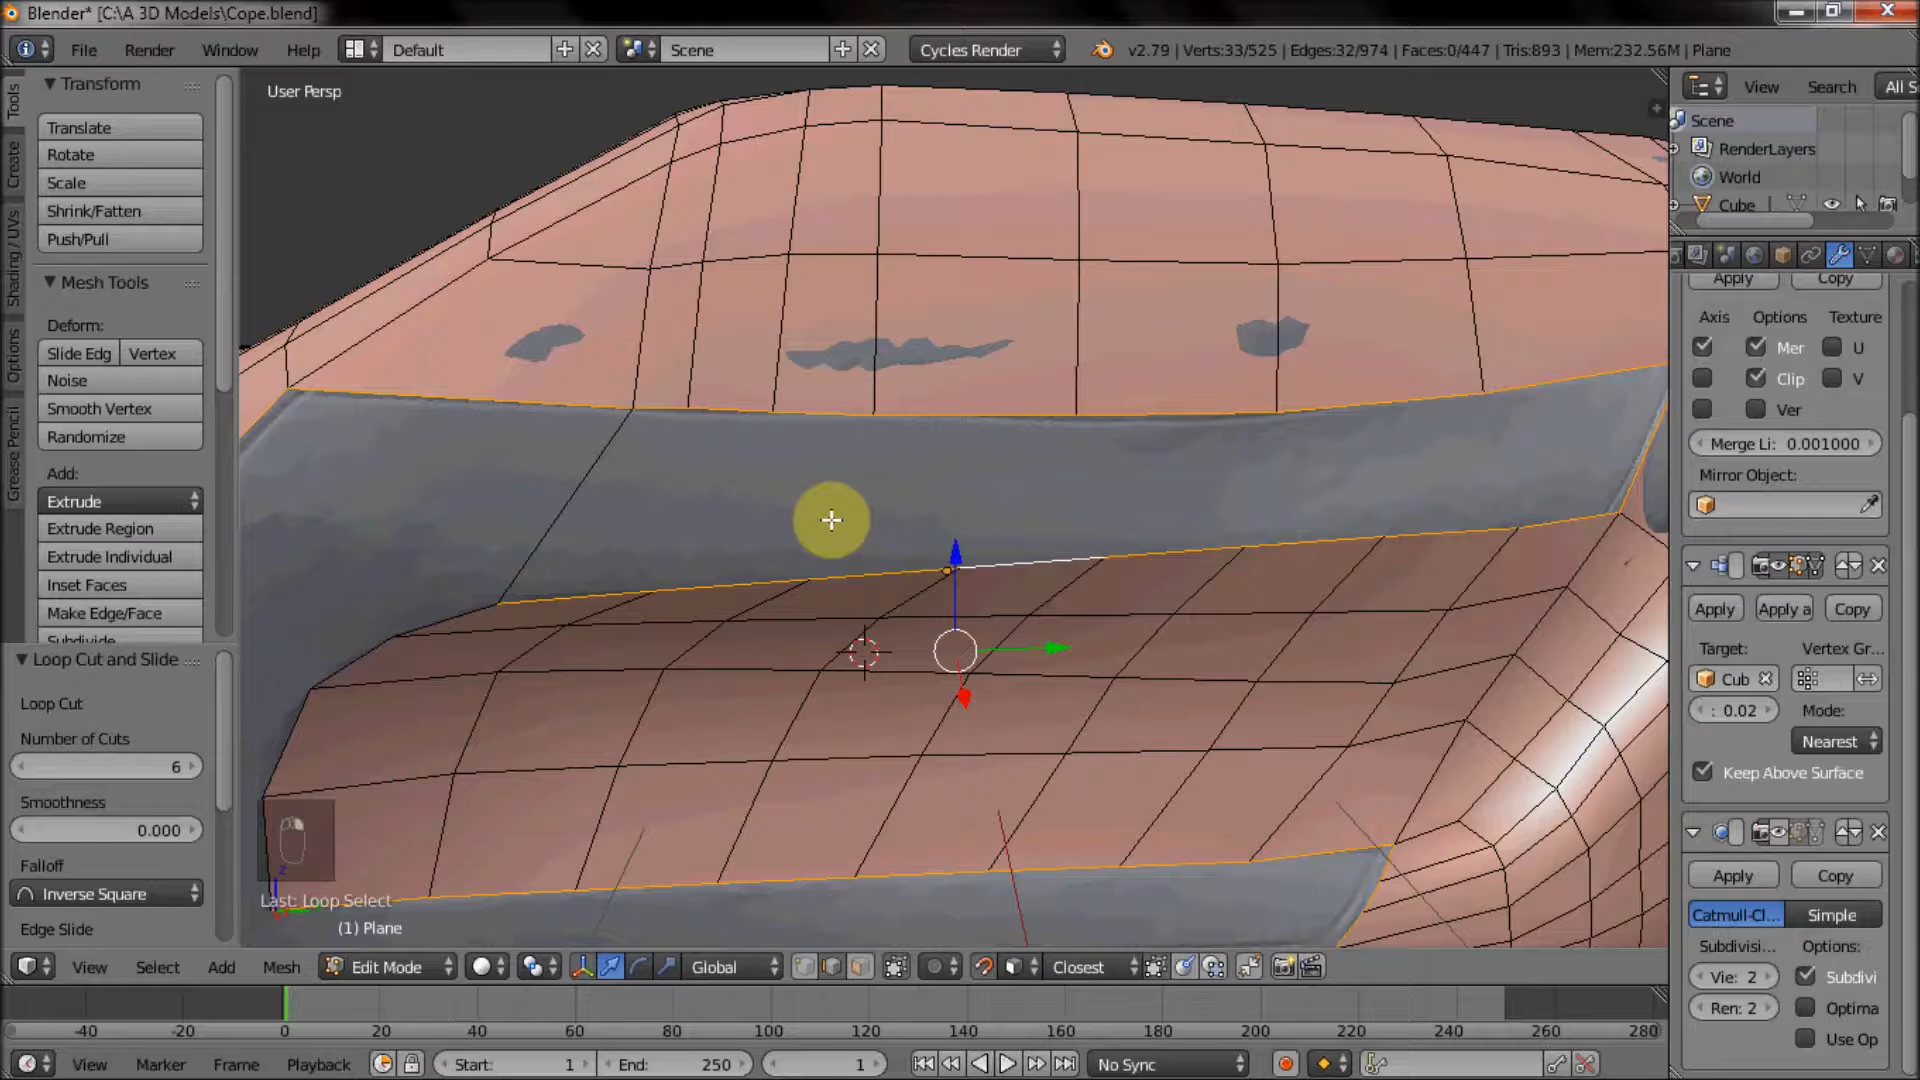 Blender* [C:\A 3D Models\Cope.blend]
File Render Window Help Default Scene Cycles Render v2.79 | Verts:33/525 | Edges:32/974 | Faces:0/447 | Tris:893 | Mem:232.56M | Plane
Tools
Create
Shading / UVs
Options
Grease Pencil
Transform
Translate
Rotate
Scale
Shrink/Fatten
Push/Pull
Mesh Tools
Deform:
Slide Edg Vertex
Noise
Smooth Vertex
Randomize
Add:
Extrude
Extrude Region
Extrude Individual
Inset Faces
Make Edge/Face
Subdivide
Loop Cut and Slide
Loop Cut
Number of Cuts
6
Smoothness
0.000
Falloff
Inverse Square
Edge Slide
User Persp
z
Last: Loop Select
(1) Plane
View Search All S
Scene
RenderLayers
World
Cube
Apply Copy
Axis Options Texture
Mer U
Clip V
Ver
Merge Li: 0.001000
Mirror Object:
Apply Apply a Copy
Target: Vertex Gr...
Cub
: 0.02 Mode:
Nearest
Keep Above Surface
Apply Copy
Catmull-Cl... Simple
Subdivisi... Options:
Vie: 2 Subdivi
Ren: 2 Optima
Use Op
View Select Add Mesh Edit Mode Global Closest
-40 -20 0 20 40 60 80 100 120 140 160 180 200 220 240 260 280
View Marker Frame Playback Start: 1 End: 250 1 No Sync